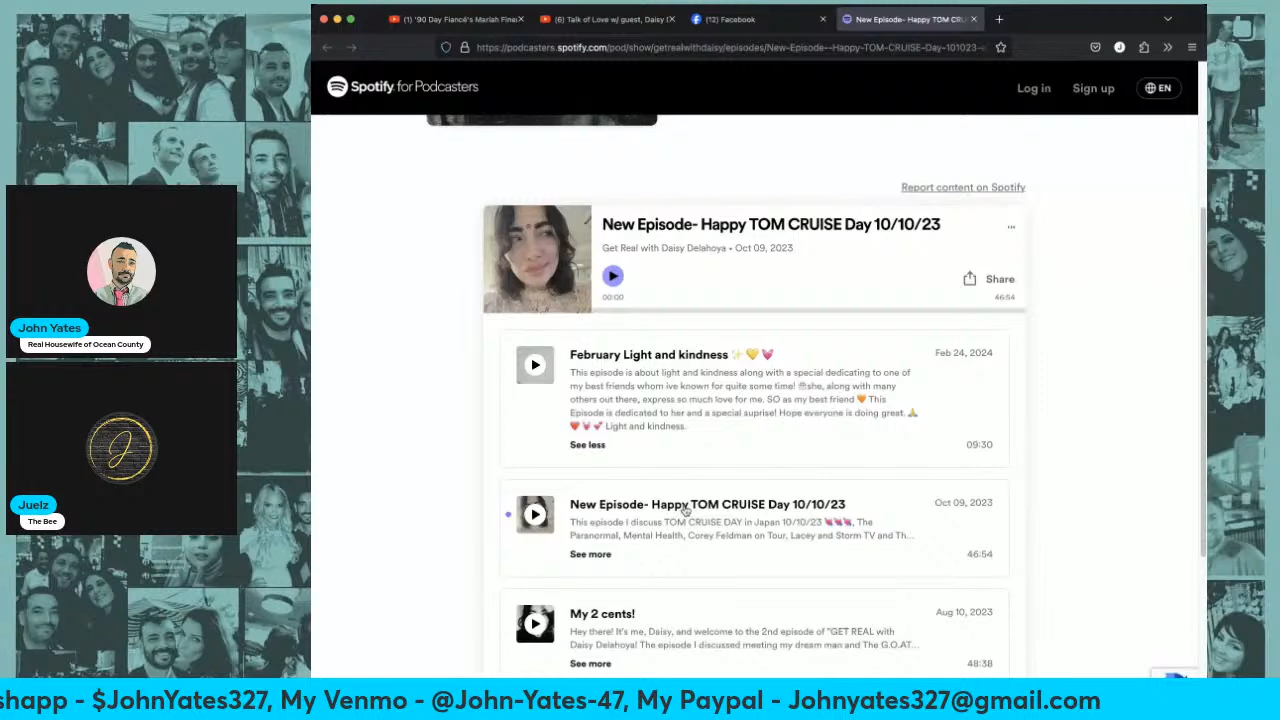 (1) '90 Day Fiancé's Mariah Fine
(6) Talk of Love w/ guest, Daisy D
(12) Facebook
New Episode- Happy TOM CRU
https://podcasters.spotify.com/pod/show/getrealwithdaisy/episodes/New-Episode--Happy-TOM-CRUISE-Day-101023-
Spotify for Podcasters
Log in
Sign up
EN
Report content on Spotify
New Episode- Happy TOM CRUISE Day 10/10/23
Get Real with Daisy Delahoya • Oct 09, 2023
Share
00:00
46:54
February Light and kindness ✨💛💓
Feb 24, 2024
This episode is about light and kindness along with a special dedicating to one of
my best friends whom ive known for quite some time! she, along with many
others out there, express so much love for me. SO as my best friend 🧡 This
Episode is dedicated to her and a special suprise! Hope everyone is doing great. 🙏
❤️💓💕 Light and kindness.
See less
09:30
New Episode- Happy TOM CRUISE Day 10/10/23
Oct 09, 2023
This episode I discuss TOM CRUISE DAY in Japan 10/10/23 💘💘💘, The
Paranormal, Mental Health, Corey Feldman on Tour, Lacey and Storm TV and Th...
See more
46:54
My 2 cents!
Aug 10, 2023
Hey there! It's me, Daisy, and welcome to the 2nd episode of "GET REAL with
Daisy Delahoya! The episode I discussed meeting my dream man and The G.O.A.T...
See more
48:38
John Yates
Real Housewife of Ocean County
J
Juelz
The Bee
shapp - $JohnYates327, My Venmo - @John-Yates-47, My Paypal - Johnyates327@gmail.com